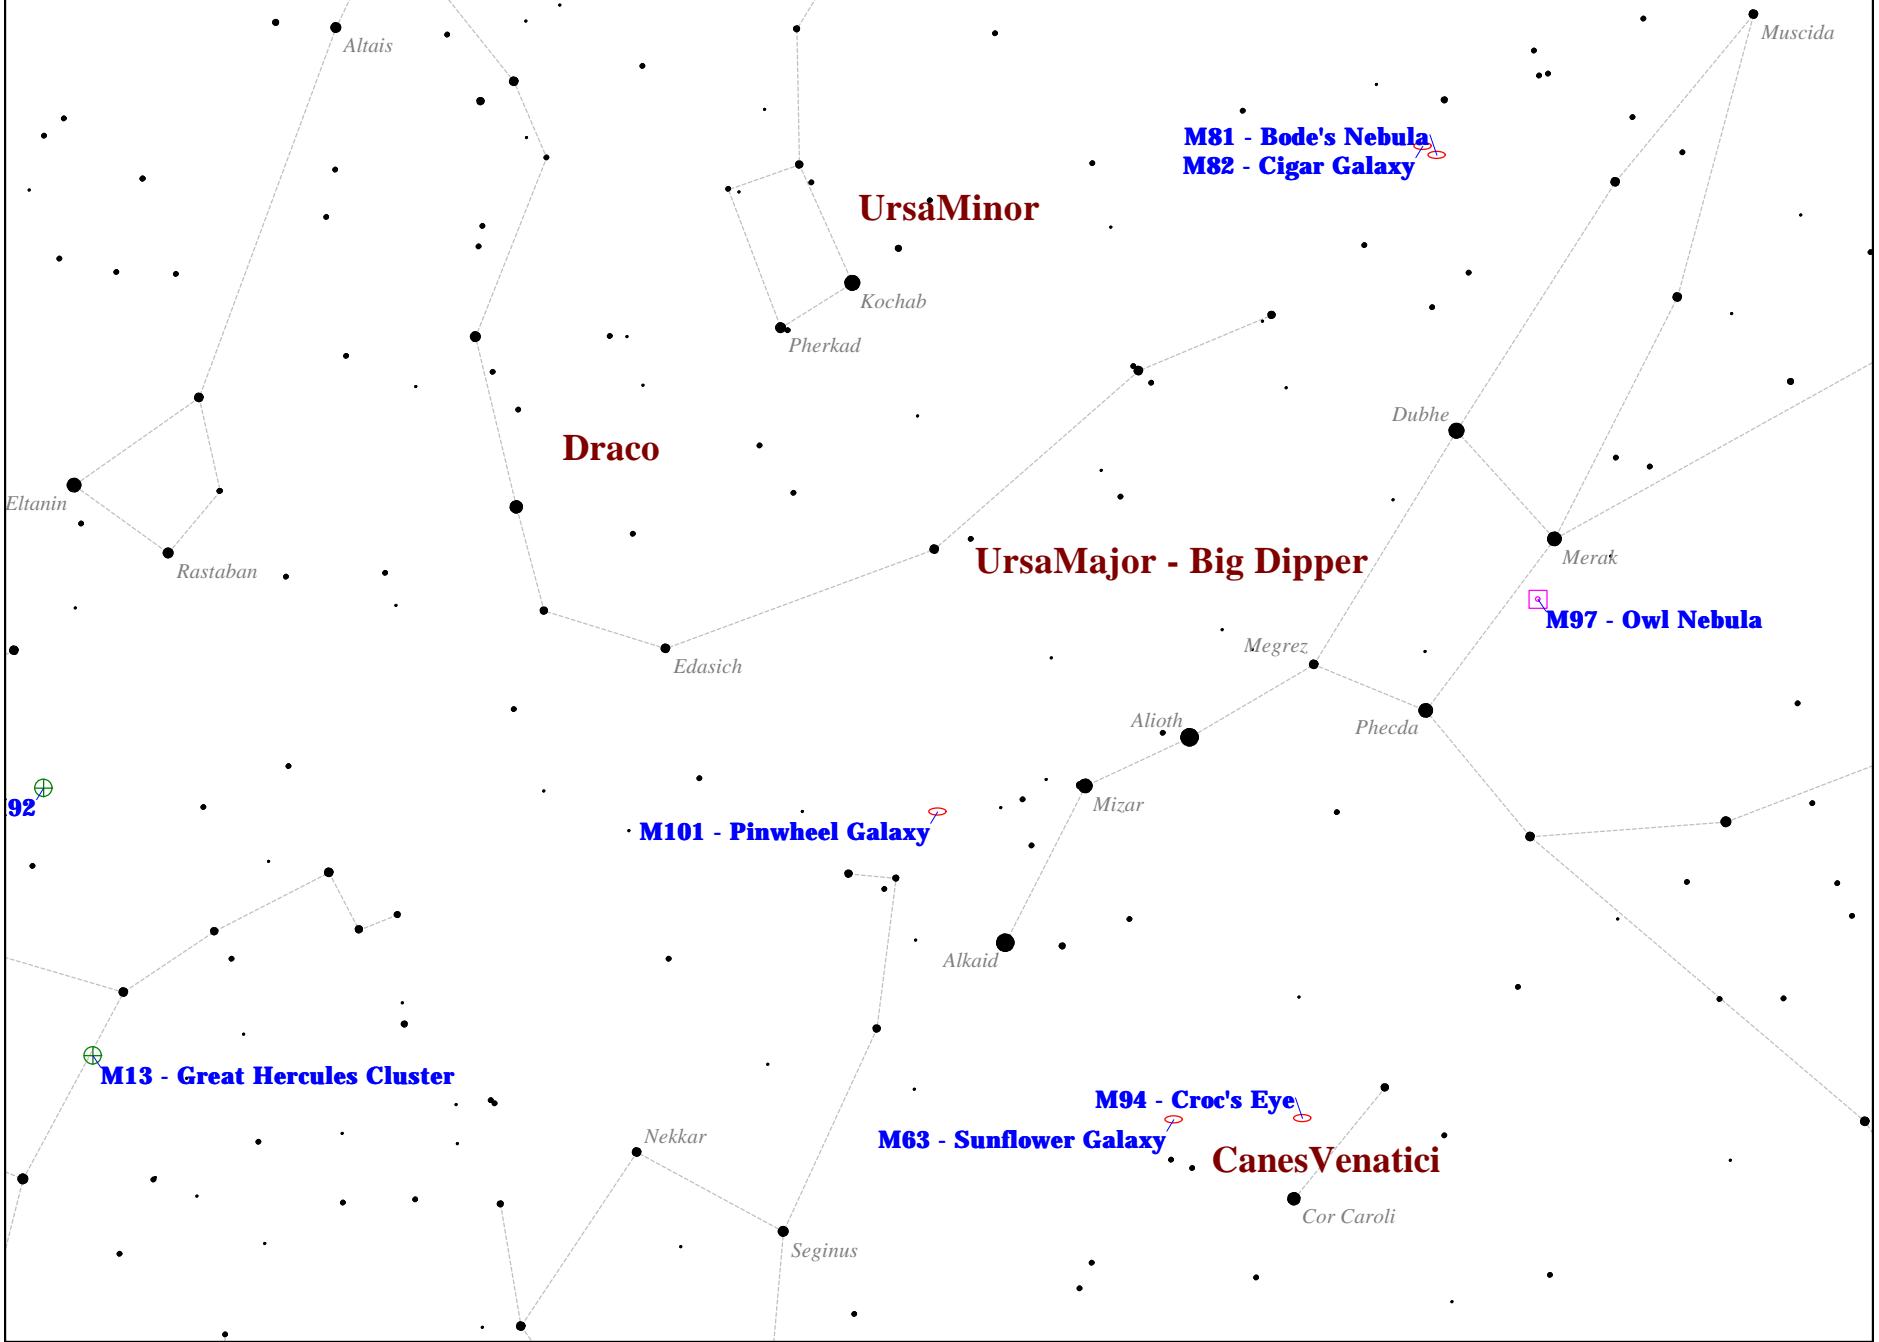 Altais
Muscida
M81 - Bode's Nebula
M82 - Cigar Galaxy
UrsaMinor
Kochab
Pherkad
Dubhe
Draco
Eltanin
Rastaban
UrsaMajor - Big Dipper
Merak
M97 - Owl Nebula
Megrez
Edasich
Alioth
Phecda
92
Mizar
M101 - Pinwheel Galaxy
Alkaid
M13 - Great Hercules Cluster
M94 - Croc's Eye
Nekkar
M63 - Sunflower Galaxy
CanesVenatici
Cor Caroli
Seginus